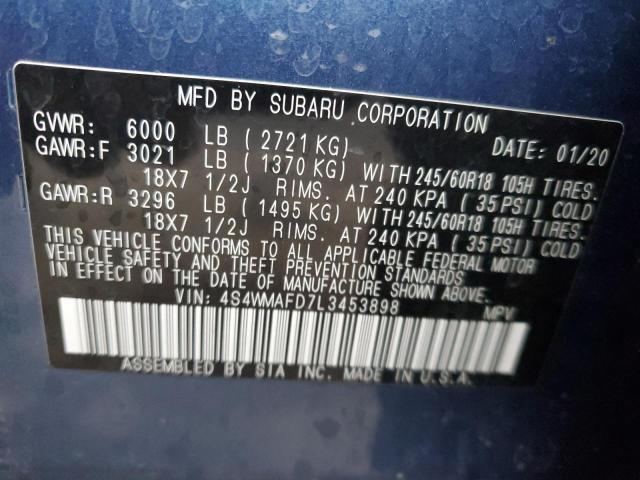 MFD BY SUBARU CORPORATION
GVWR: 6000 LB ( 2721 KG) DATE: 01/20
GAWR:F 3021 LB ( 1370 KG) WITH 245/60R18 105H TIRES.
18X7 1/2J RIMS. AT 240 KPA ( 35 PSI) COLD
GAWR:R 3296 LB ( 1495 KG) WITH 245/60R18 105H TIRES.
18X7 1/2J RIMS. AT 240 KPA ( 35 PSI) COLD
THIS VEHICLE CONFORMS TO ALL APPLICABLE FEDERAL MOTOR
VEHICLE SAFETY AND THEFT PREVENTION STANDARDS
IN EFFECT ON THE DATE OF MANUFACTURE SHOWN ABOVE.
VIN: 4S4WMAFD7L3453898 MPV
ASSEMBLED BY SIA INC. MADE IN U.S.A.